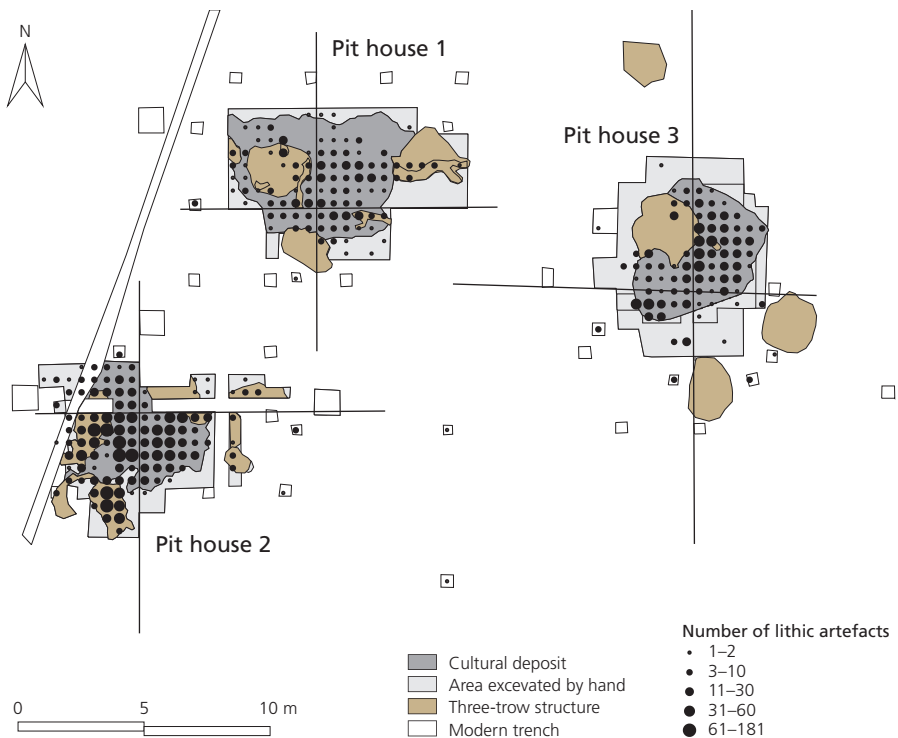 N
Pit house 1
Pit house 3
Pit house 2
Cultural deposit
Area excevated by hand
Three-trow structure
Modern trench
Number of lithic artefacts
1–2
3–10
11–30
31–60
61–181
0 5 10 m